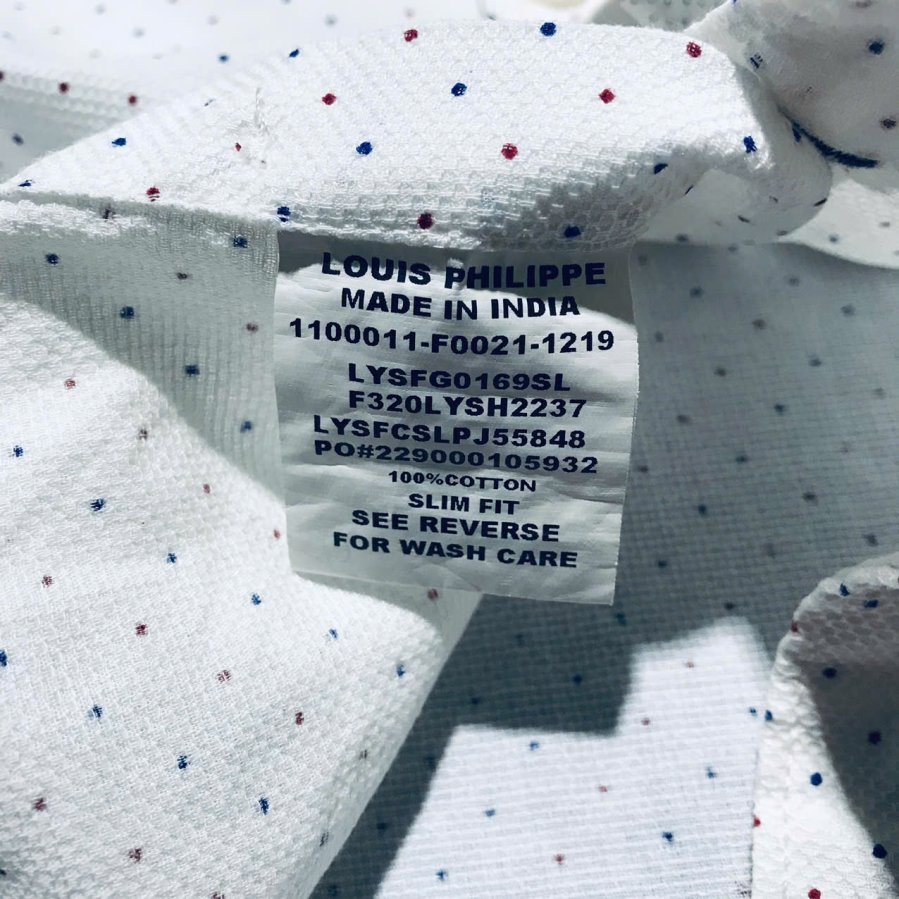 LOUIS PHILIPPE
MADE IN INDIA
1100011-F0021-1219
LYSFG0169SL
F320LYSH2237
LYSFCSLPJ55848
PO#229000105932
100%COTTON
SLIM FIT
SEE REVERSE
FOR WASH CARE